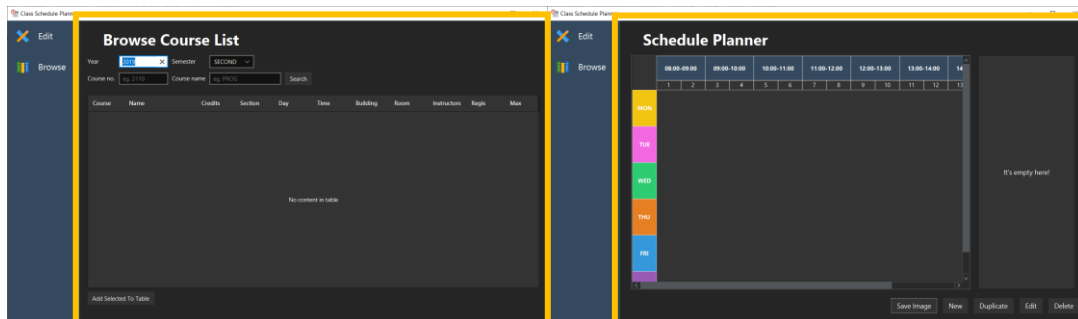 Class Schedule Planner
Edit
Browse
Browse Course List
Year 2019 Semester SECOND
Course no. eg. 2110 Course name eg. PROG Search
Course Name Credits Section Day Time Building Room Instructors Regis Max
No content in table
Add Selected To Table
Class Schedule
Edit
Browse
Schedule Planner
08:00-09:00 09:00-10:00 10:00-11:00 11:00-12:00 12:00-13:00 13:00-14:00 14
1 2 3 4 5 6 7 8 9 10 11 12 13
MON
TUE
WED
THU
FRI
It's empty here!
Save Image New Duplicate Edit Delete